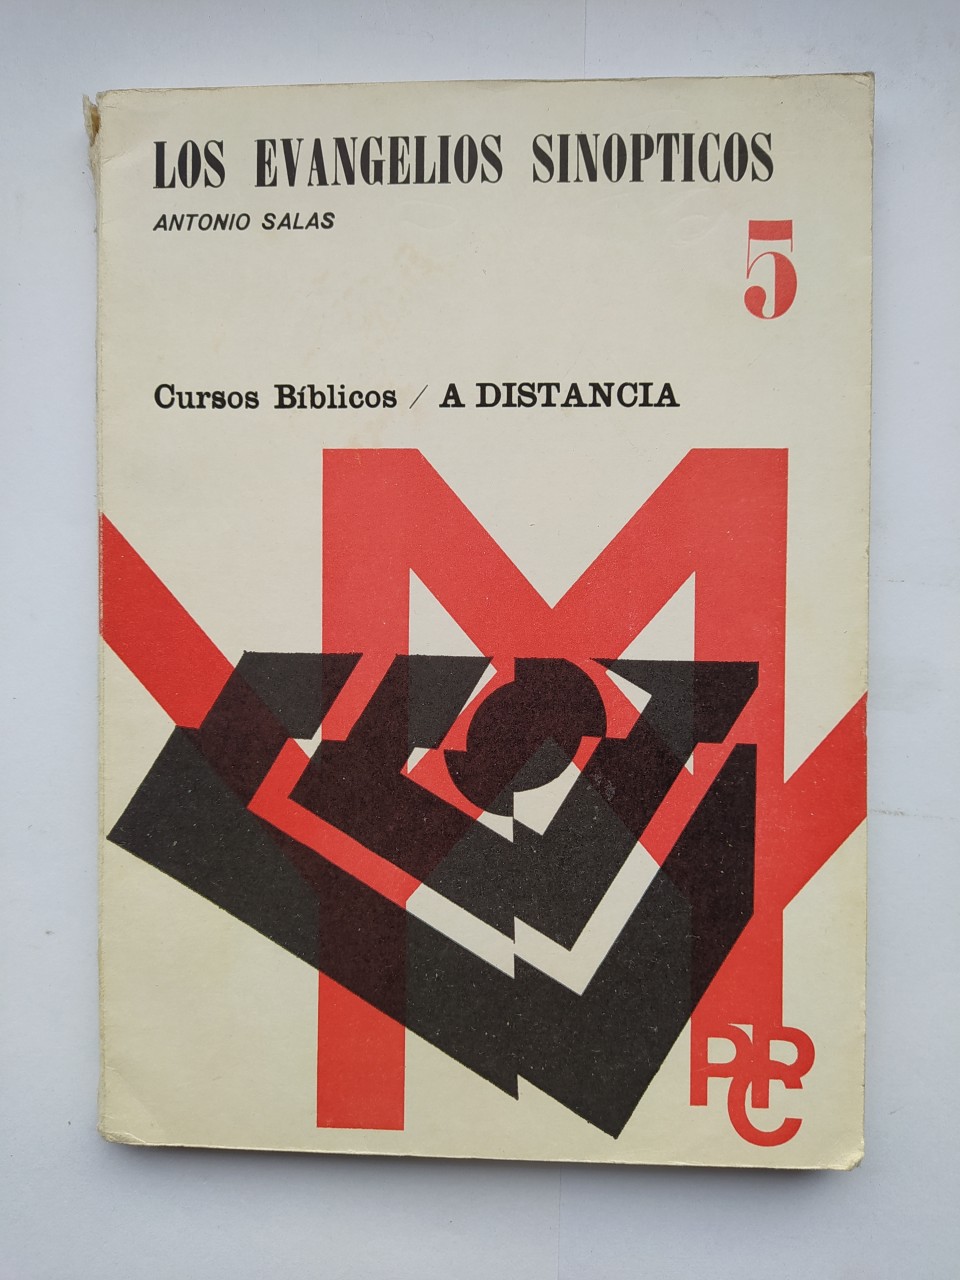 LOS EVANGELIOS SINOPTICOS
ANTONIO SALAS
5
Cursos Bíblicos / A DISTANCIA
PPC